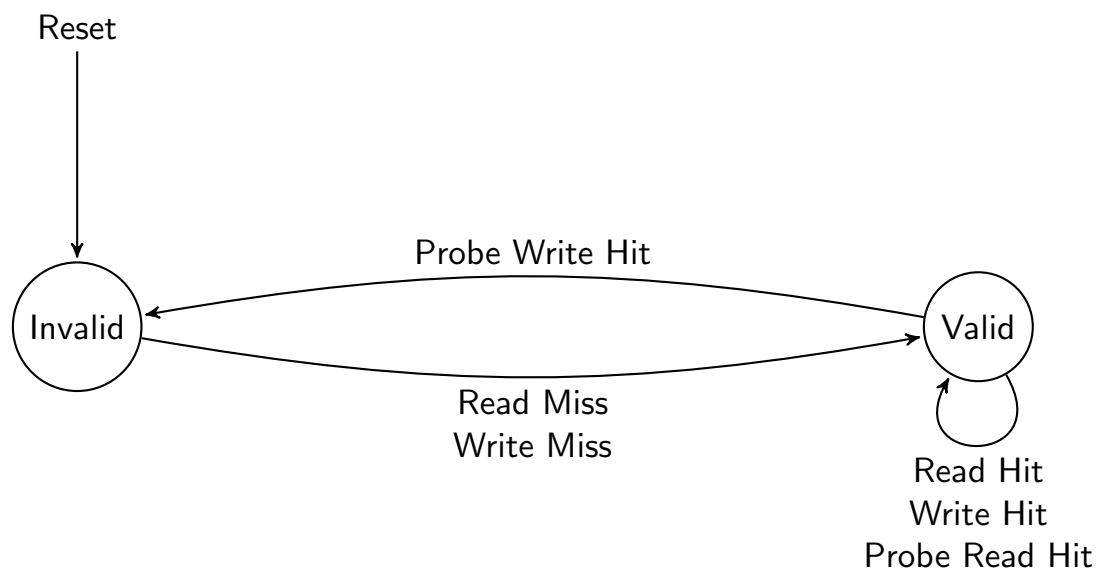 Reset
Probe Write Hit
Invalid
Valid
Read Miss
Write Miss
Read Hit
Write Hit
Probe Read Hit